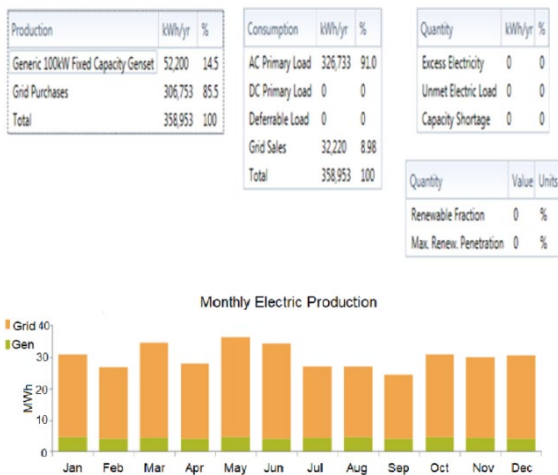 Production kWh/yr %
Generic 100kW Fixed Capacity Genset 52,200 14.5
Grid Purchases 306,753 85.5
Total 358,953 100
Consumption kWh/yr %
AC Primary Load 326,733 91.0
DC Primary Load 0 0
Deferrable Load 0 0
Grid Sales 32,220 8.98
Total 358,953 100
Quantity kWh/yr %
Excess Electricity 0 0
Unmet Electric Load 0 0
Capacity Shortage 0 0
Quantity Value Units
Renewable Fraction 0 %
Max. Renew. Penetration 0 %
Monthly Electric Production
Grid
Gen
MWh
40
30
20
10
0
Jan Feb Mar Apr May Jun Jul Aug Sep Oct Nov Dec